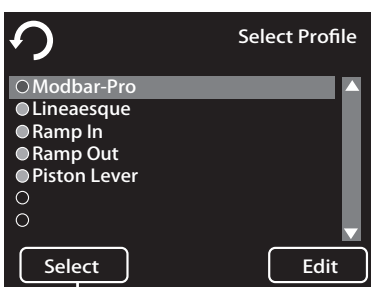 Select Profile
Modbar-Pro
Lineaesque
Ramp In
Ramp Out
Piston Lever
Select
Edit